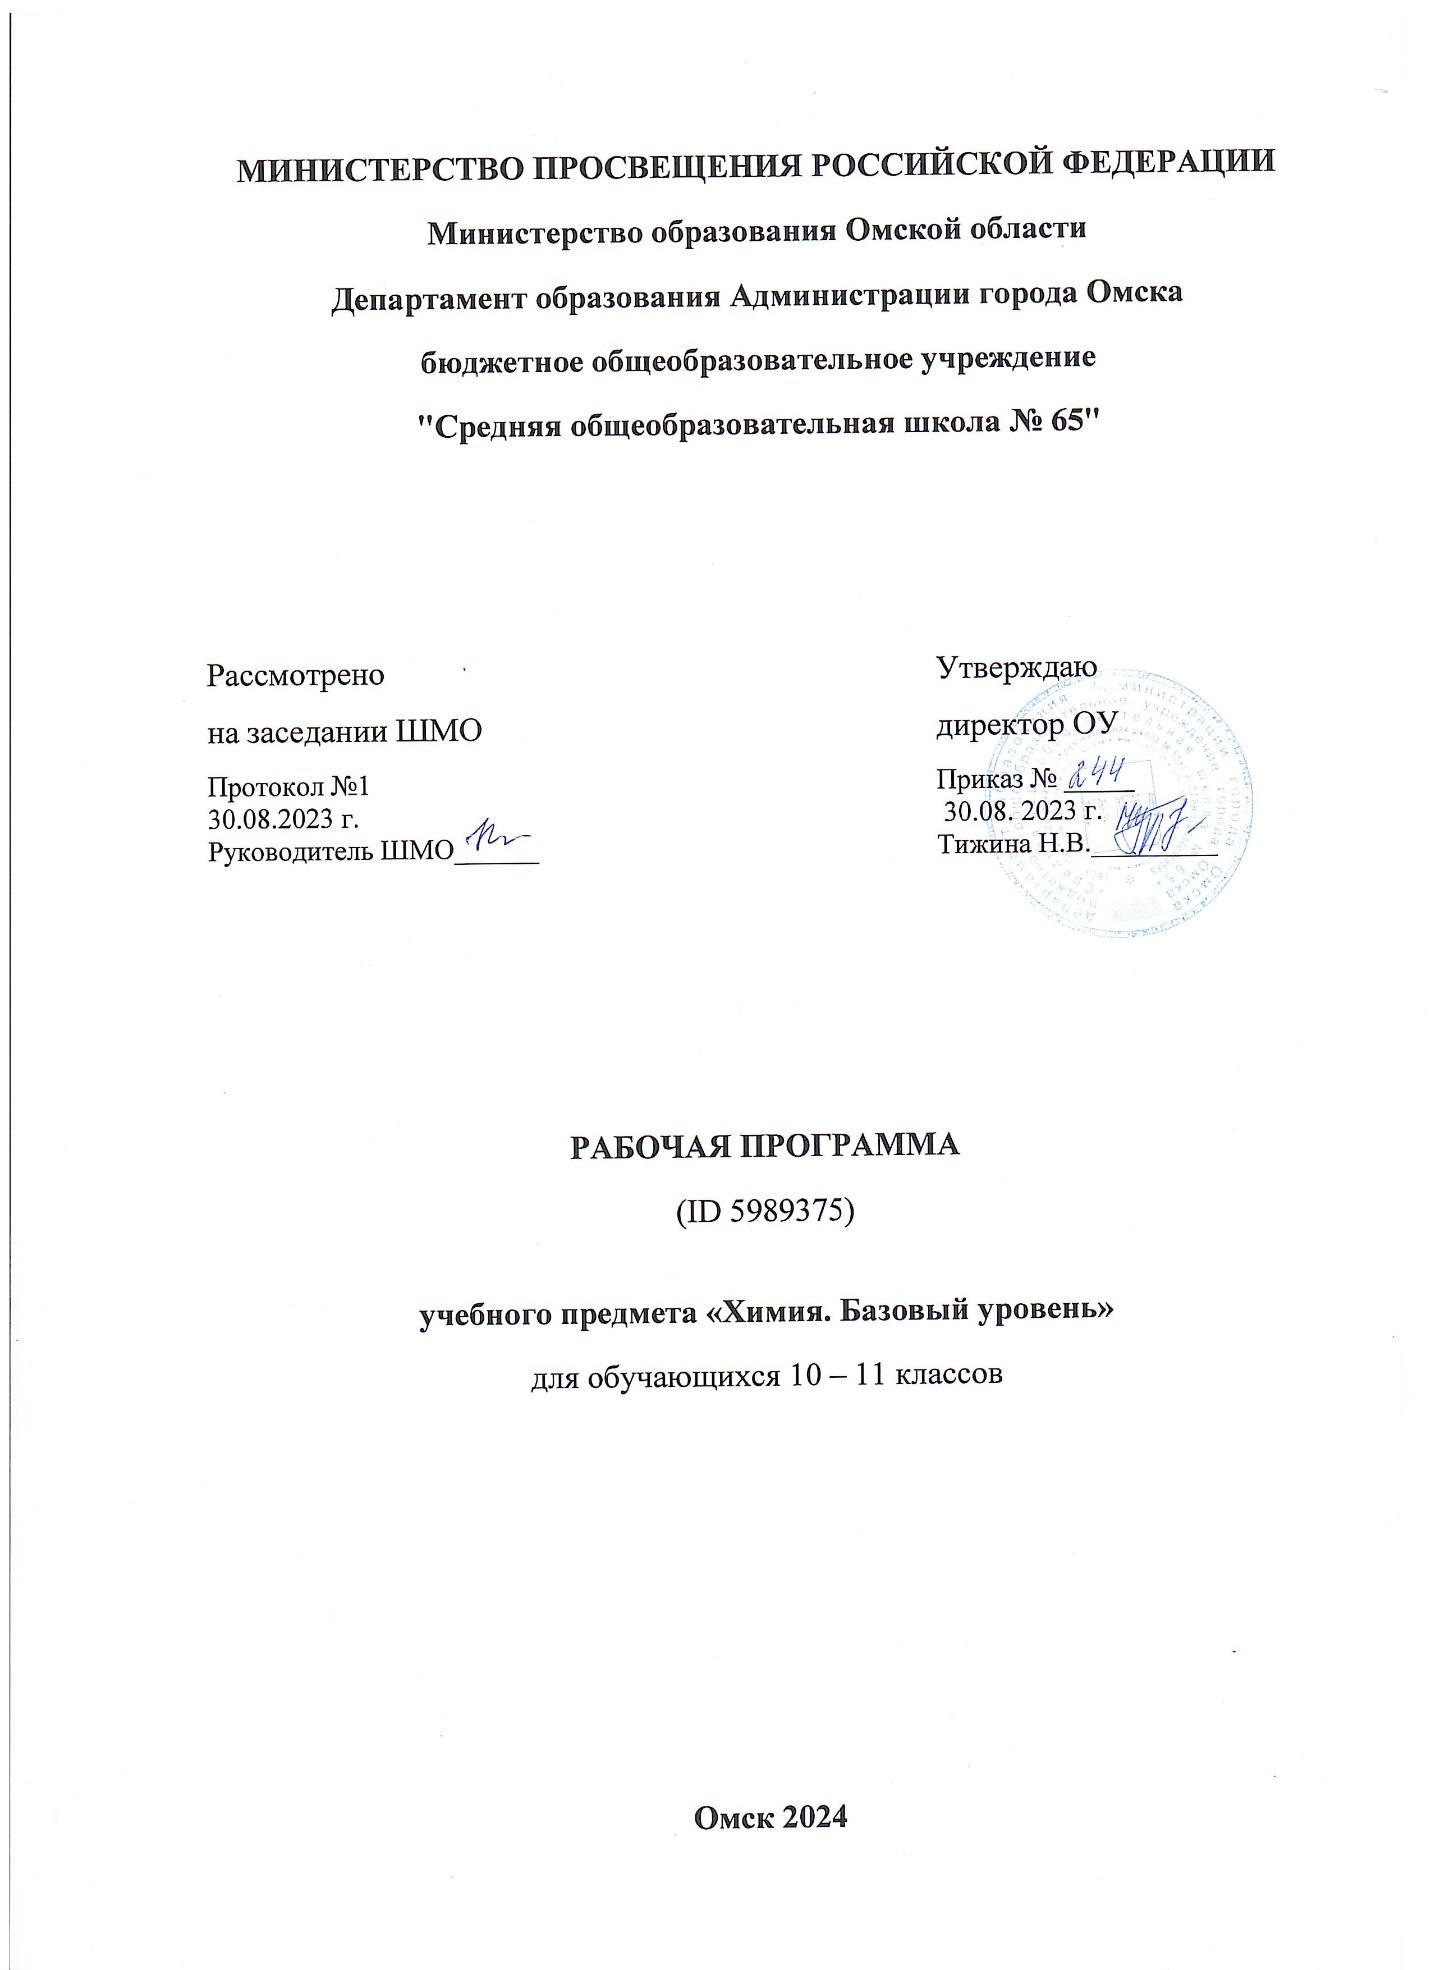 МИНИСТЕРСТВО ПРОСВЕЩЕНИЯ РОССИЙСКОЙ ФЕДЕРАЦИИ
Министерство образования Омской области
Департамент образования Администрации города Омска
бюджетное общеобразовательное учреждение
"Средняя общеобразовательная школа № 65"
Рассмотрено
на заседании ШМО
Протокол №1
30.08.2023 г.
Руководитель ШМО______
Утверждаю
директор ОУ
Приказ № 244
30.08. 2023 г.
Тижина Н.В._________
РАБОЧАЯ ПРОГРАММА
(ID 5989375)
учебного предмета «Химия. Базовый уровень»
для обучающихся 10 – 11 классов
Омск 2024